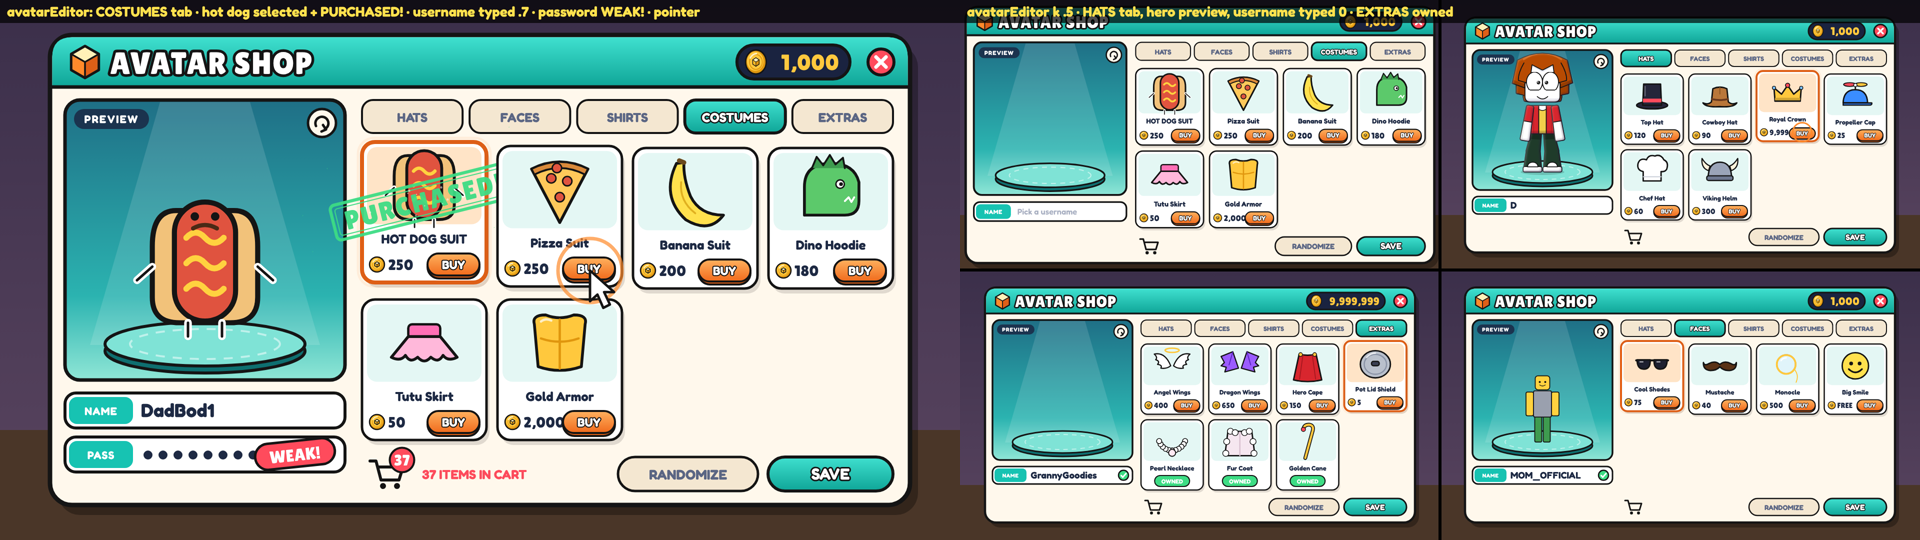 avatarEditor: COSTUMES tab · hot dog selected + PURCHASED! · username typed .7 · password WEAK! · pointer
AVATAR SHOP
1,000
PREVIEW
HATS
FACES
SHIRTS
COSTUMES
EXTRAS
PURCHASED!
HOT DOG SUIT
250
BUY
Pizza Suit
250
BUY
Banana Suit
200
BUY
Dino Hoodie
180
BUY
Tutu Skirt
50
BUY
Gold Armor
2,000
BUY
NAME
DadBod1
PASS
WEAK!
37
37 ITEMS IN CART
RANDOMIZE
SAVE
avatarEditor k .5 · HATS tab, hero preview, username typed 0 · EXTRAS owned
AVATAR SHOP
1,000
PREVIEW
HATS
FACES
SHIRTS
COSTUMES
EXTRAS
HOT DOG SUIT
250
BUY
Pizza Suit
250
BUY
Banana Suit
200
BUY
Dino Hoodie
180
BUY
Tutu Skirt
50
BUY
Gold Armor
2,000
BUY
NAME
Pick a username
RANDOMIZE
SAVE
AVATAR SHOP
1,000
PREVIEW
HATS
FACES
SHIRTS
COSTUMES
EXTRAS
Top Hat
120
BUY
Cowboy Hat
90
BUY
Royal Crown
9,999
BUY
Propeller Cap
25
BUY
Chef Hat
60
BUY
Viking Helm
300
BUY
NAME
D
RANDOMIZE
SAVE
AVATAR SHOP
9,999,999
PREVIEW
HATS
FACES
SHIRTS
COSTUMES
EXTRAS
Angel Wings
400
BUY
Dragon Wings
650
BUY
Hero Cape
150
BUY
Pot Lid Shield
5
BUY
Pearl Necklace
OWNED
Fur Coat
OWNED
Golden Cane
OWNED
NAME
GrannyGoodies
RANDOMIZE
SAVE
AVATAR SHOP
1,000
PREVIEW
HATS
FACES
SHIRTS
COSTUMES
EXTRAS
Cool Shades
75
BUY
Mustache
40
BUY
Monocle
500
BUY
Big Smile
FREE
BUY
NAME
MOM_OFFICIAL
RANDOMIZE
SAVE